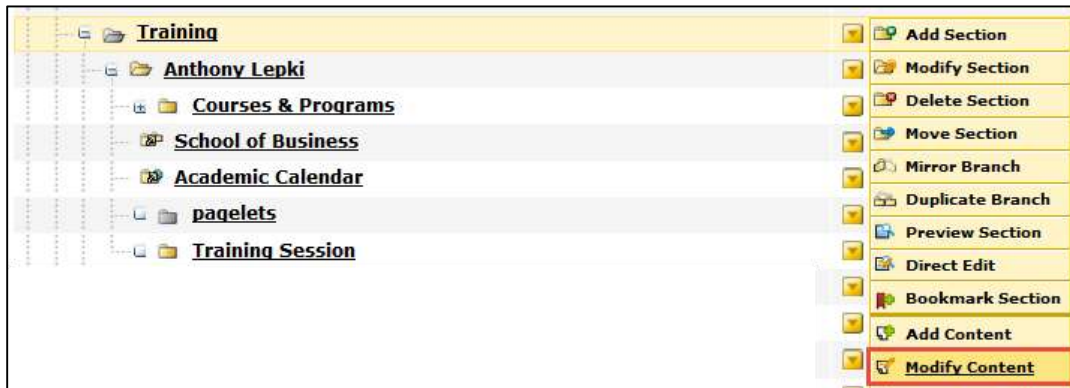 Training
Anthony Lepki
Courses & Programs
School of Business
Academic Calendar
pagelets
Training Session
Add Section
Modify Section
Delete Section
Move Section
Mirror Branch
Duplicate Branch
Preview Section
Direct Edit
Bookmark Section
Add Content
Modify Content